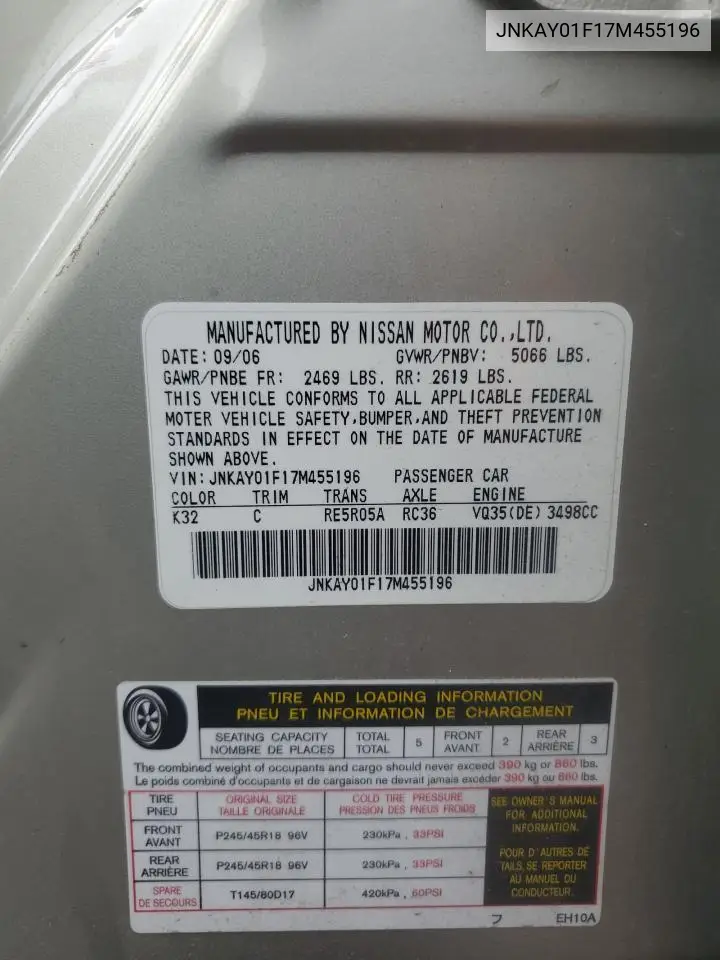 JNKAY01F17M455196
MANUFACTURED BY NISSAN MOTOR CO.,LTD.
DATE: 09/06 GVWR/PNBV: 5066 LBS.
GAWR/PNBE FR: 2469 LBS. RR: 2619 LBS.
THIS VEHICLE CONFORMS TO ALL APPLICABLE FEDERAL
MOTER VEHICLE SAFETY,BUMPER,AND THEFT PREVENTION
STANDARDS IN EFFECT ON THE DATE OF MANUFACTURE
SHOWN ABOVE.
VIN: JNKAY01F17M455196 PASSENGER CAR
COLOR TRIM TRANS AXLE ENGINE
K32 C RE5R05A RC36 VQ35(DE) 3498CC
JNKAY01F17M455196
TIRE AND LOADING INFORMATION
PNEU ET INFORMATION DE CHARGEMENT
SEATING CAPACITY TOTAL 5 FRONT 2 REAR 3
NOMBRE DE PLACES TOTAL AVANT ARRIÈRE
The combined weight of occupants and cargo should never exceed 390 kg or 860 lbs.
Le poids combiné d'occupants et de cargaison ne devrait jamais excéder 390 kg ou 860 lbs.
TIRE ORIGINAL SIZE COLD TIRE PRESSURE
PNEU TAILLE ORIGINALE PRESSION DES PNEUS FROIDS
FRONT
AVANT P245/45R18 96V 230kPa , 33PSI
REAR
ARRIÈRE P245/45R18 96V 230kPa , 33PSI
SPARE
DE SECOURS T145/80D17 420kPa , 60PSI
SEE OWNER'S MANUAL
FOR ADDITIONAL
INFORMATION.
POUR D'AUTRES DE
TAILS, SE REPORTER
AU MANUEL DU
CONDUCTEUR.
フ EH10A